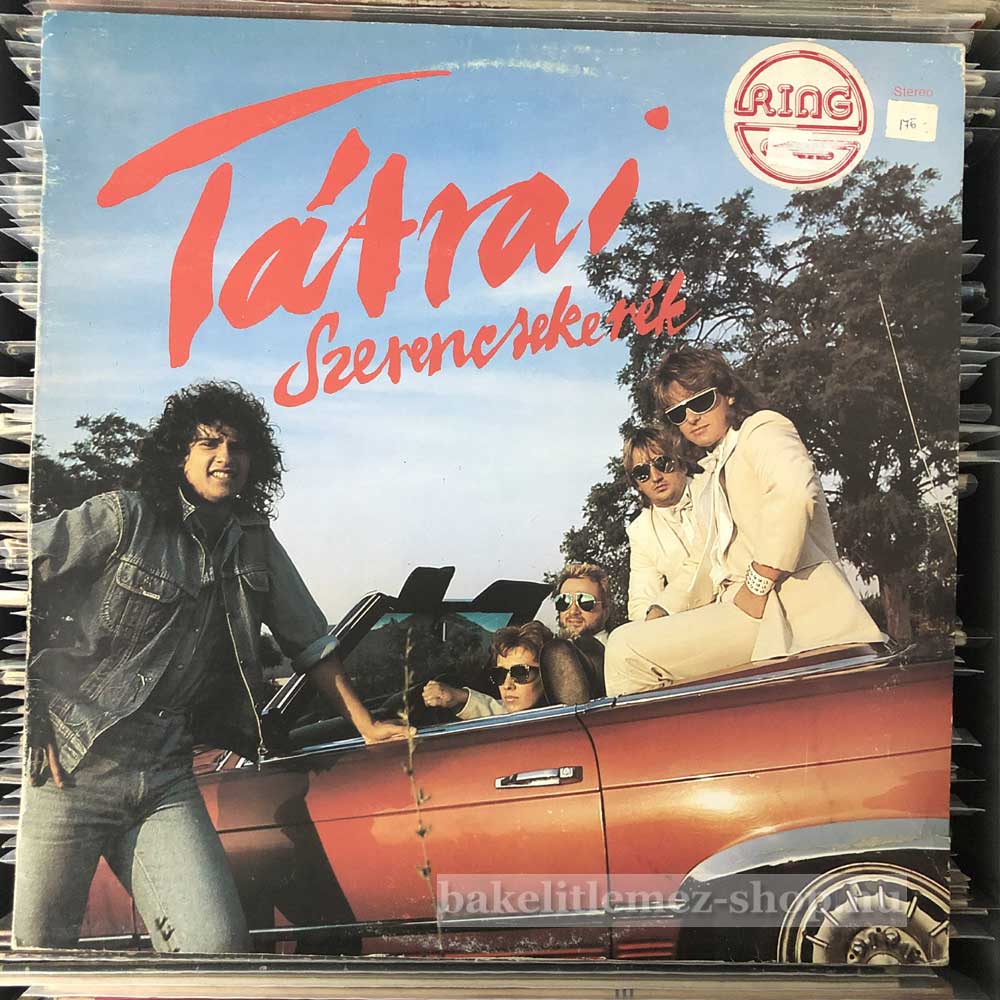 Tátrai
Szerencsekerék
RING
Stereo
176.-
bakelitlemez-shop.hu